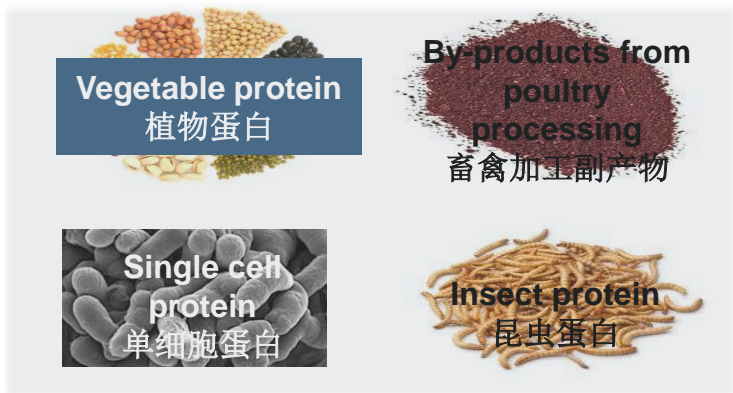 Vegetable protein
植物蛋白
By-products from
poultry
processing
畜禽加工副产物
Single cell
protein
单细胞蛋白
Insect protein
昆虫蛋白